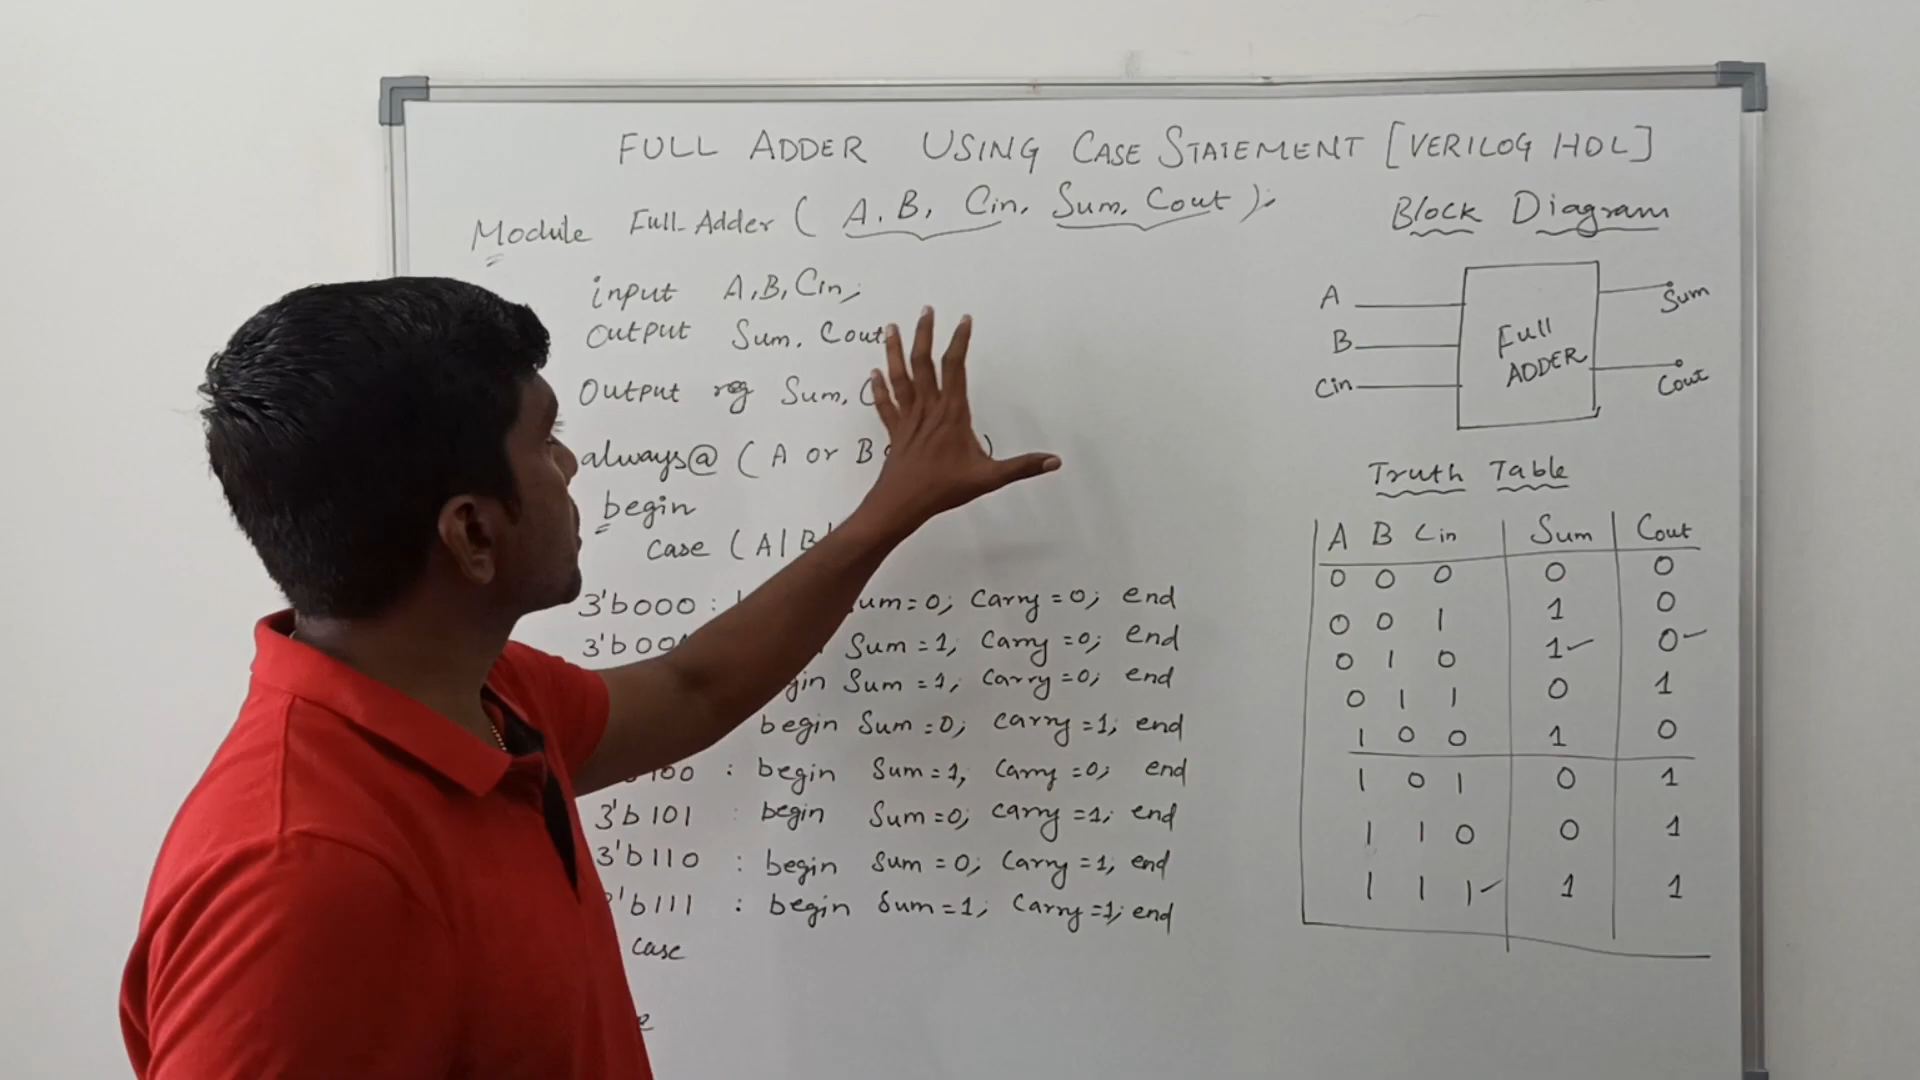 FULL ADDER USING CASE STATEMENT [VERILOG HDL]
Module Full_Adder ( A, B, Cin, Sum, Cout );
input A, B, Cin;
Output Sum, Cout
Output reg Sum, C
always@ ( A or B )
begin
case ( A | B |
3'b000 : Sum=0; Carry=0; end
3'b001 Sum=1; Carry=0; end
begin Sum=1; Carry=0; end
begin Sum=0; Carry=1; end
100 : begin Sum=1; Carry=0; end
3'b101 : begin Sum=0; Carry=1; end
3'b110 : begin Sum=0; Carry=1; end
3'b111 : begin Sum=1; Carry=1; end
case
Block Diagram
A
B
Cin
Full
ADDER
Sum
Cout
Truth Table
A B Cin Sum Cout
0 0 0 0 0
0 0 1 1 0
0 1 0 1 0
0 1 1 0 1
1 0 0 1 0
1 0 1 0 1
1 1 0 0 1
1 1 1 1 1